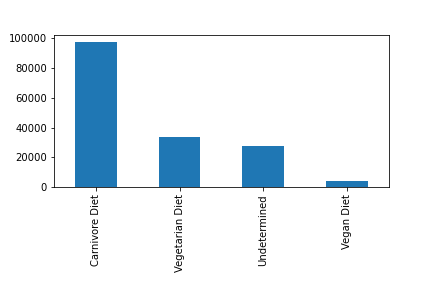 100000
80000
60000
40000
20000
0
Carnivore Diet
Vegetarian Diet
Undetermined
Vegan Diet